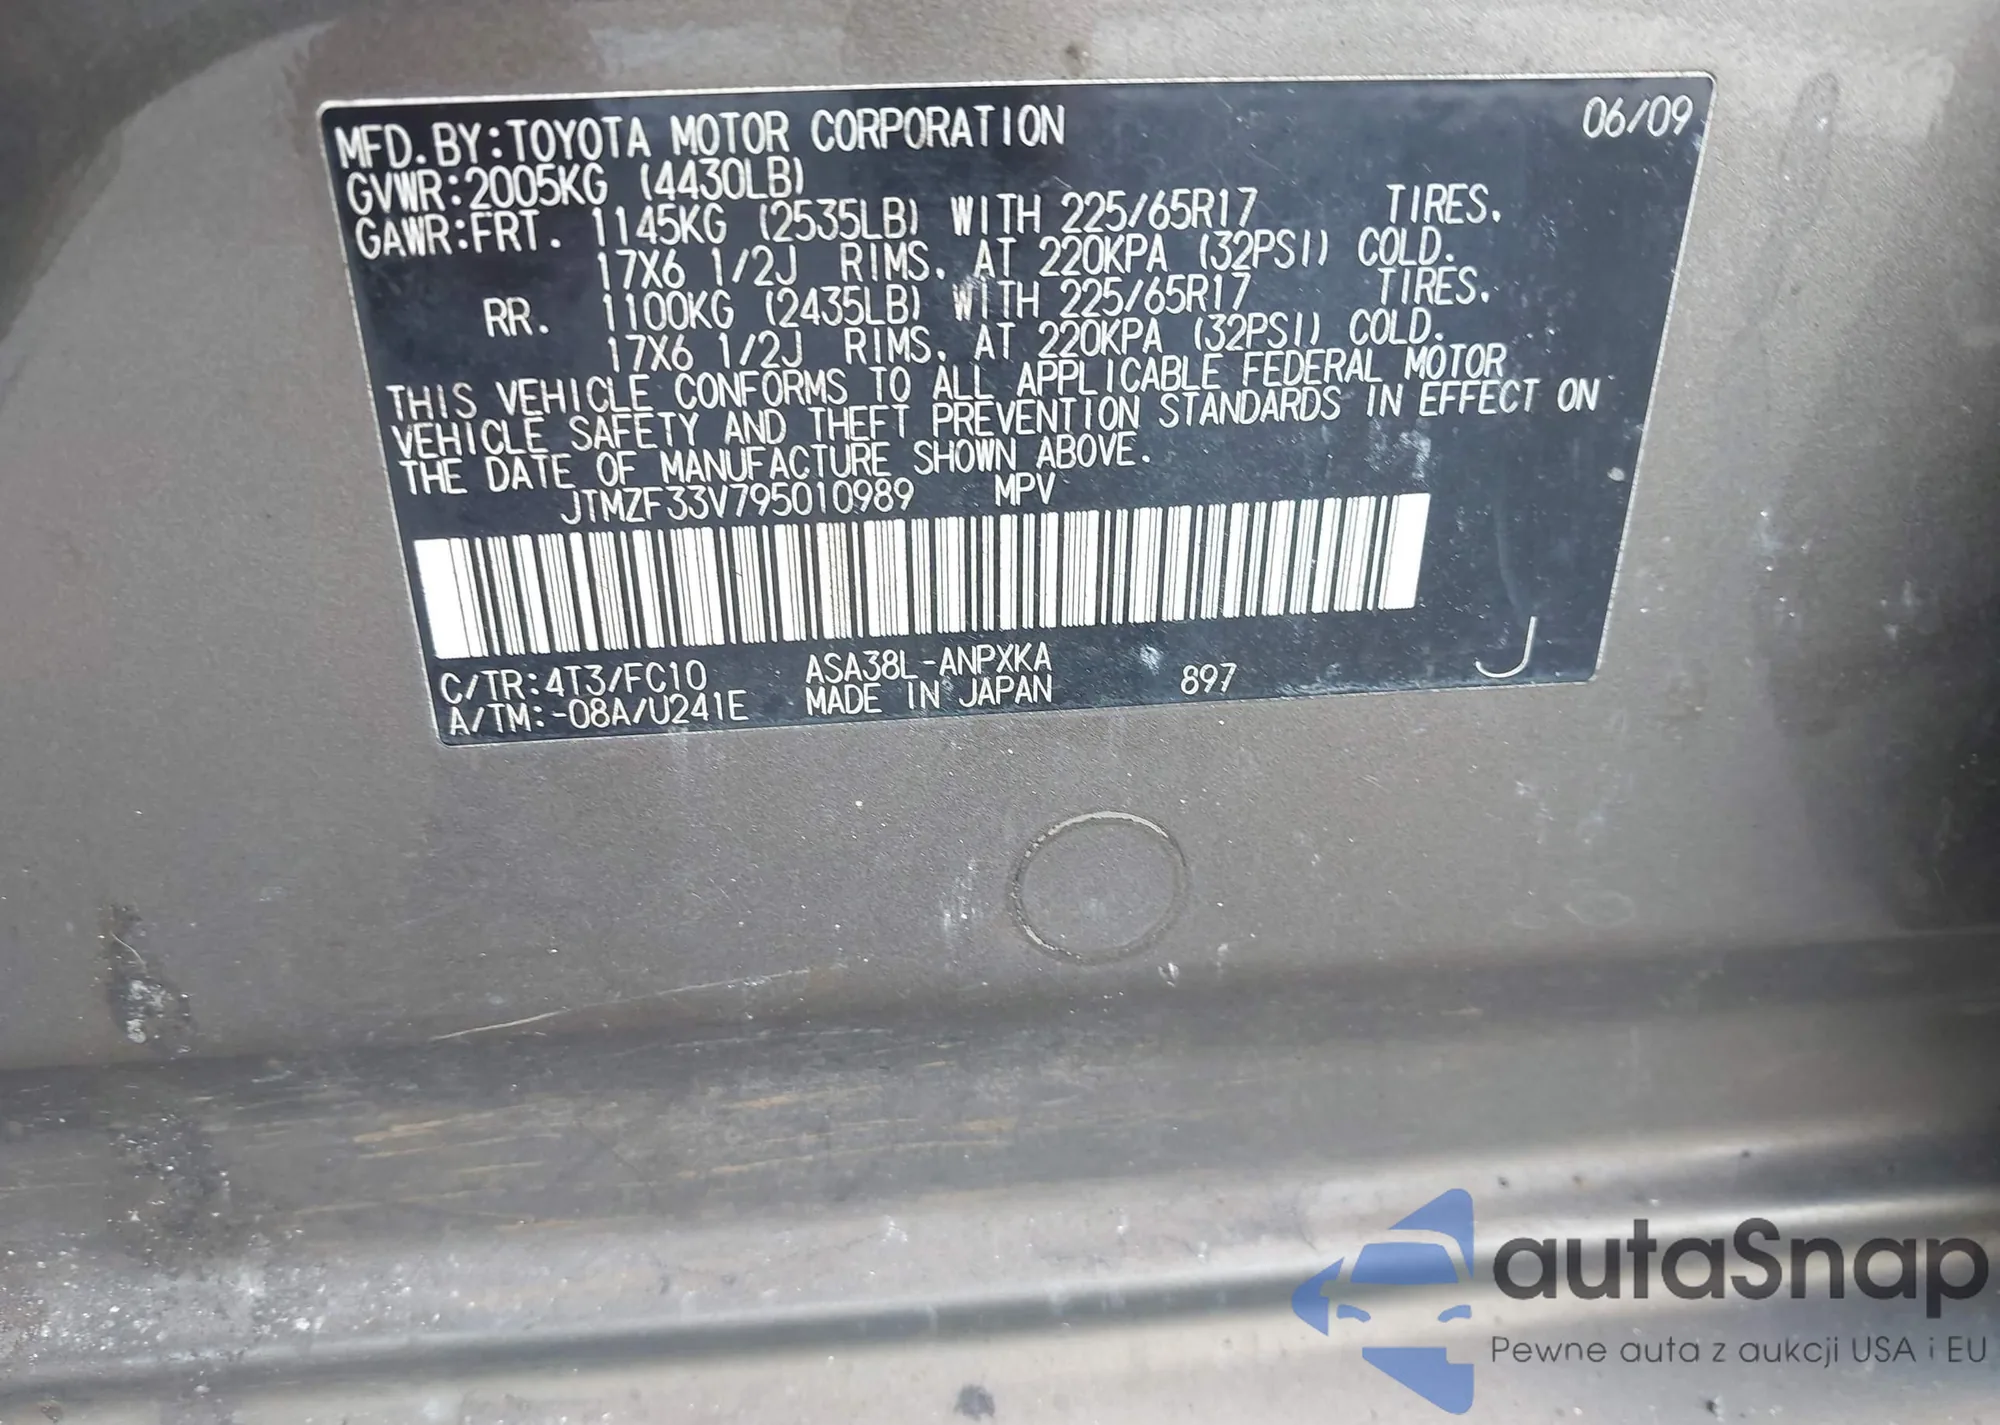 MFD.BY:TOYOTA MOTOR CORPORATION 06/09
GVWR:2005KG (4430LB)
GAWR:FRT. 1145KG (2535LB) WITH 225/65R17 TIRES.
17X6 1/2J RIMS. AT 220KPA (32PSI) COLD.
RR. 1100KG (2435LB) WITH 225/65R17 TIRES.
17X6 1/2J RIMS. AT 220KPA (32PSI) COLD.
THIS VEHICLE CONFORMS TO ALL APPLICABLE FEDERAL MOTOR
VEHICLE SAFETY AND THEFT PREVENTION STANDARDS IN EFFECT ON
THE DATE OF MANUFACTURE SHOWN ABOVE.
JTMZF33V795010989 MPV
C/TR:4T3/FC10 ASA38L-ANPXKA 897 J
A/TM:-08A/U241E MADE IN JAPAN
autaSnap
Pewne auta z aukcji USA i EU